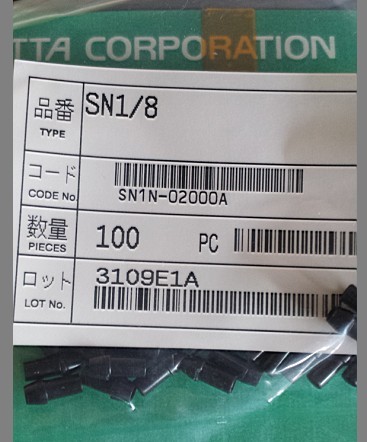 TTA CORPORATION
品番 SN1/8
TYPE
コード
CODE No. SN1N-02000A
数量 100 PC
PIECES
ロット 3109E1A
LOT No.